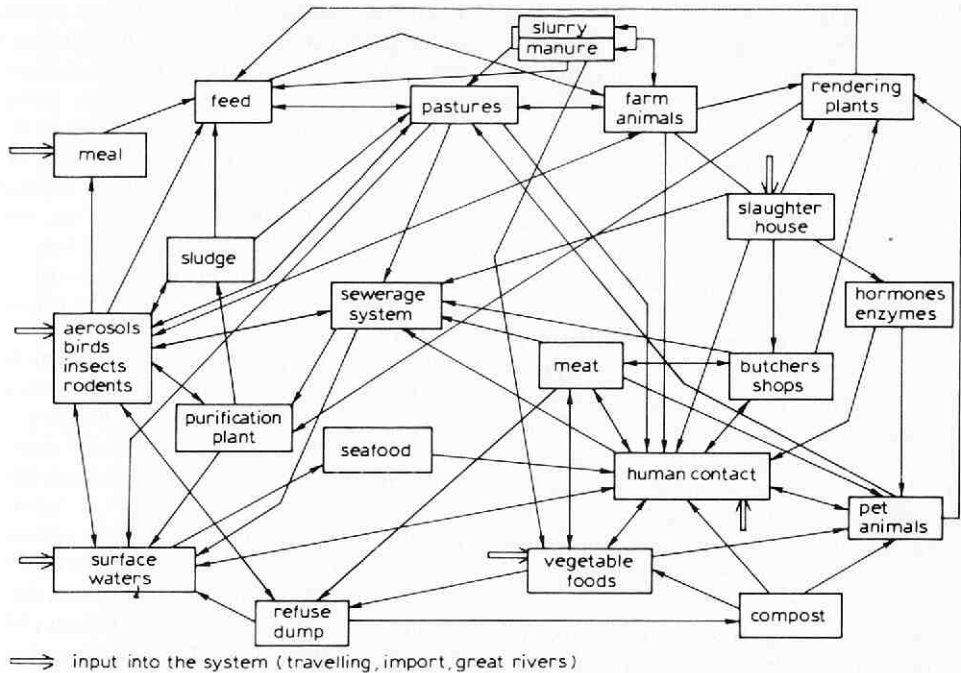 slurry
manure
feed
pastures
farm
animals
rendering
plants
meal
slaughter
house
sludge
sewerage
system
hormones
enzymes
aerosols
birds
insects
rodents
meat
butchers
shops
purification
plant
seafood
human contact
pet
animals
surface
waters
vegetable
foods
refuse
dump
compost
input into the system (travelling, import, great rivers)